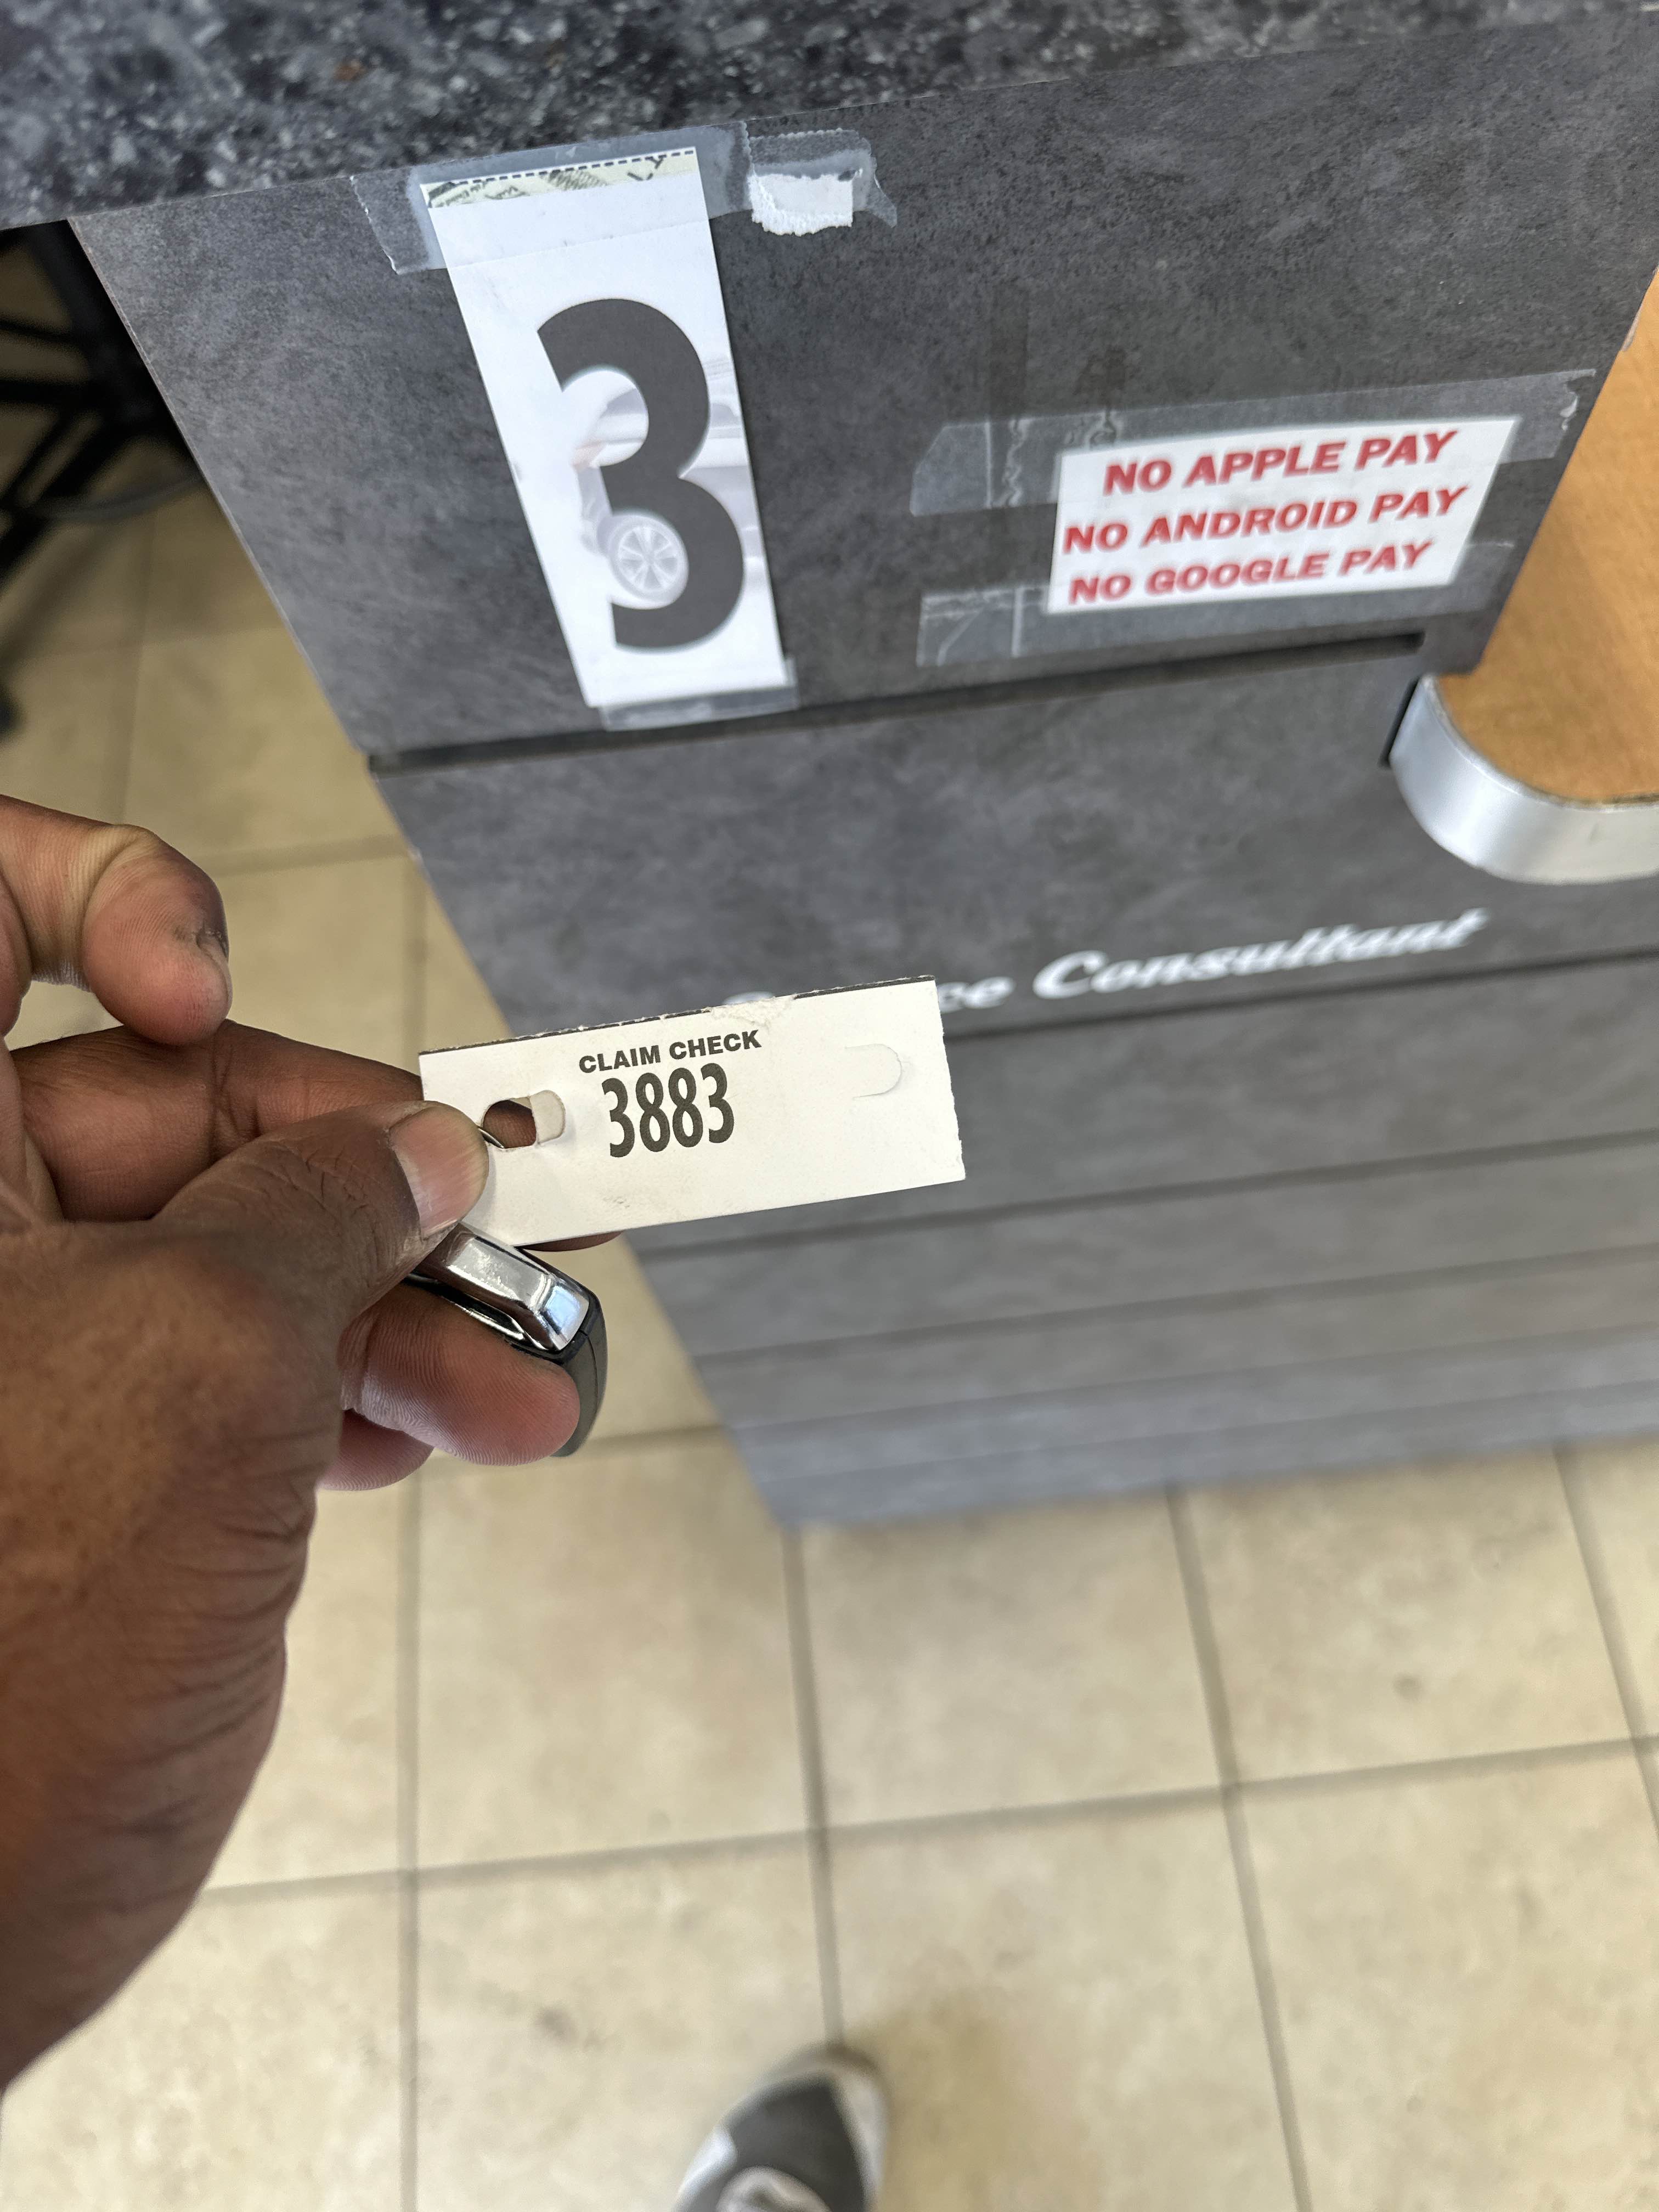 3
NO APPLE PAY
NO ANDROID PAY
NO GOOGLE PAY
Consultant
CLAIM CHECK
3883